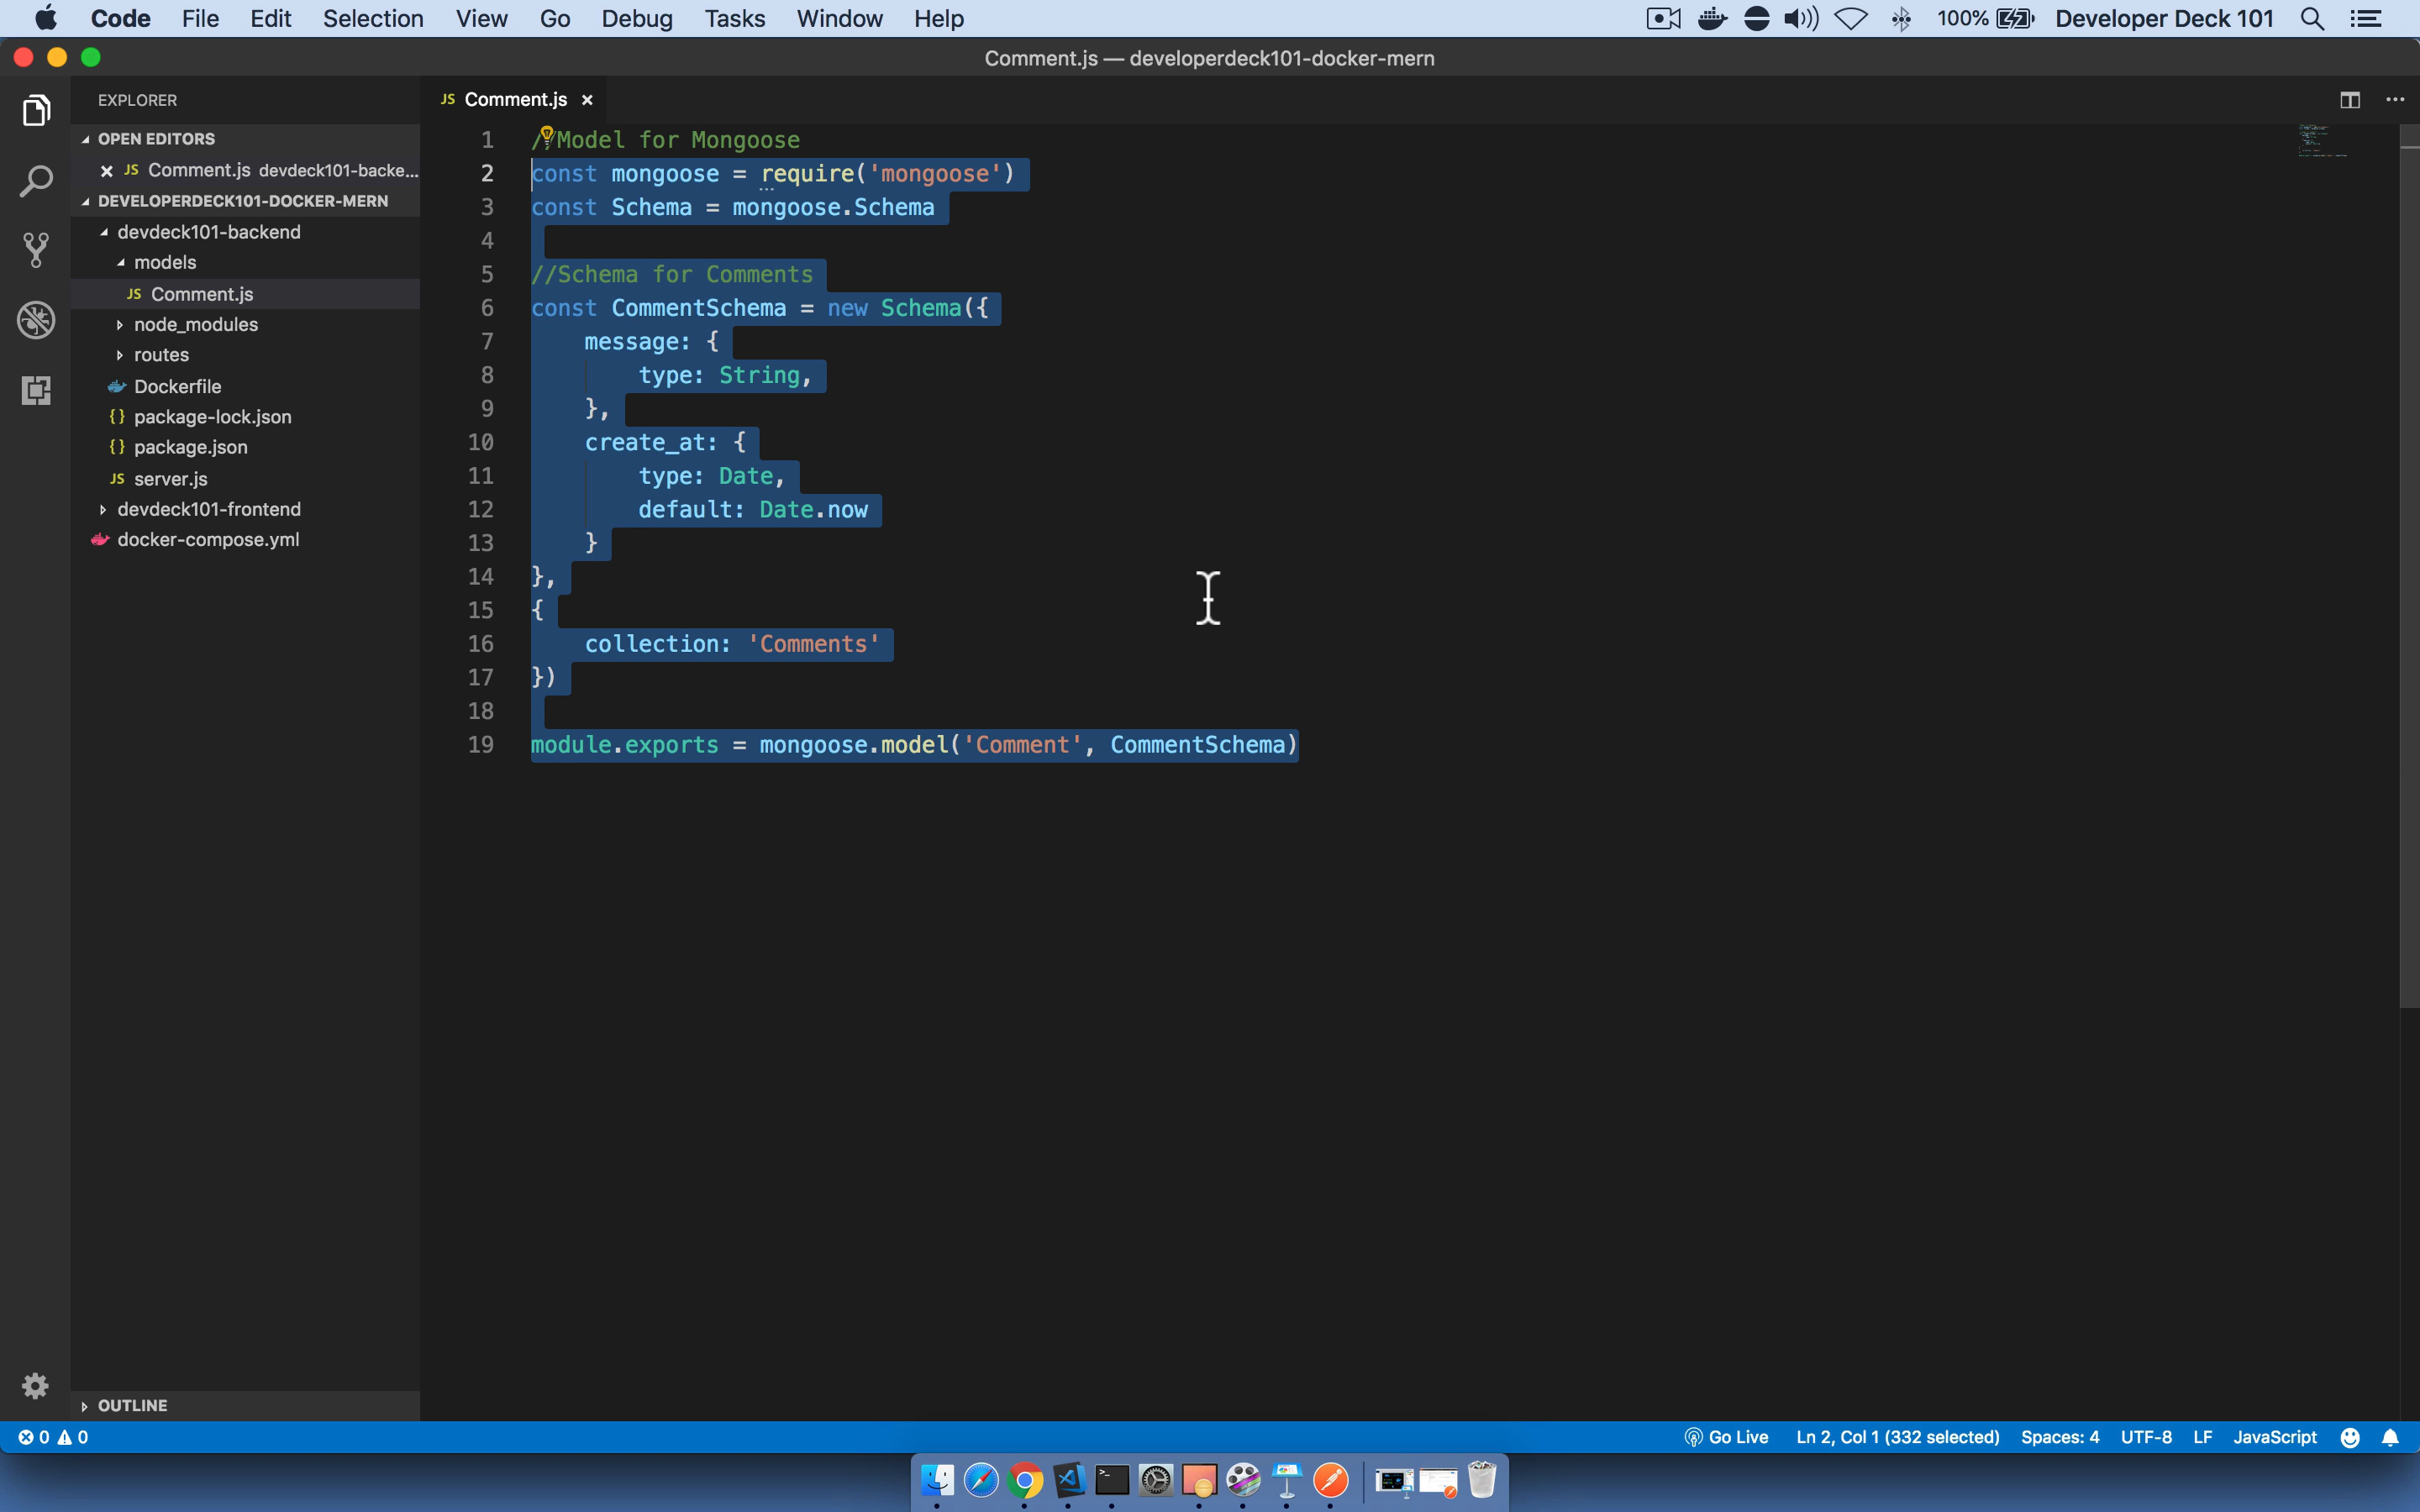 Code File Edit Selection View Go Debug Tasks Window Help 100% Developer Deck 101
Comment.js — developerdeck101-docker-mern
EXPLORER
OPEN EDITORS
JS Comment.js devdeck101-backe...
DEVELOPERDECK101-DOCKER-MERN
devdeck101-backend
models
JS Comment.js
node_modules
routes
Dockerfile
{} package-lock.json
{} package.json
JS server.js
devdeck101-frontend
docker-compose.yml
OUTLINE
JS Comment.js ×
1 //Model for Mongoose
2 const mongoose = require('mongoose')
3 const Schema = mongoose.Schema
4
5 //Schema for Comments
6 const CommentSchema = new Schema({
7     message: {
8         type: String,
9     },
10     create_at: {
11         type: Date,
12         default: Date.now
13     }
14 },
15 {
16     collection: 'Comments'
17 })
18
19 module.exports = mongoose.model('Comment', CommentSchema)
0 0 Go Live Ln 2, Col 1 (332 selected) Spaces: 4 UTF-8 LF JavaScript